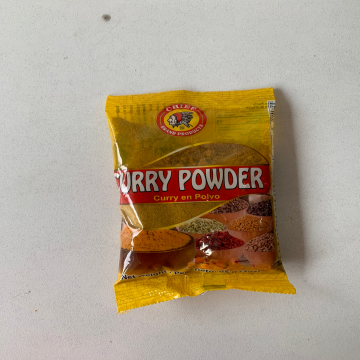 CHIEF
BRAND PRODUCTS
URRY POWDER
Curry en Polvo